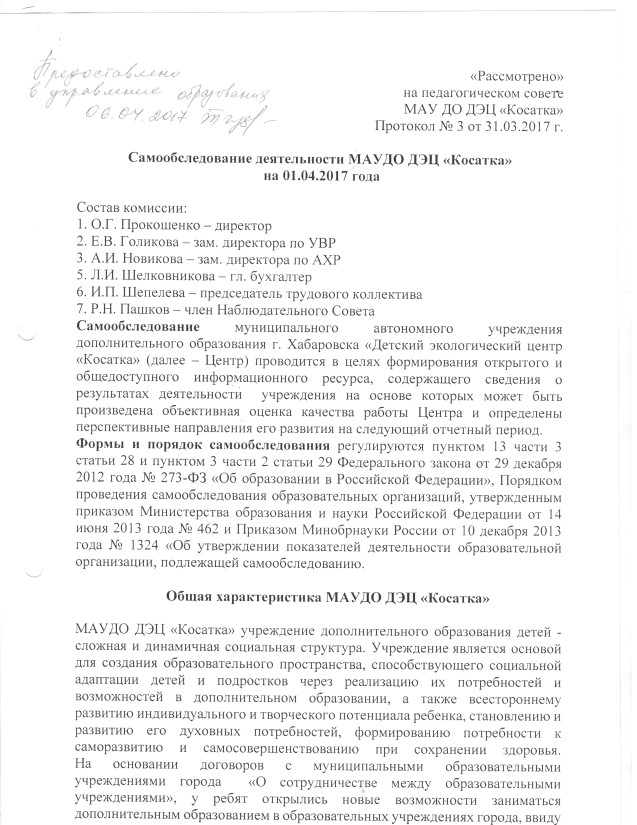 Предоставлено
в управление образования
06.04.2017
«Рассмотрено»
на педагогическом совете
МАУ ДО ДЭЦ «Косатка»
Протокол № 3 от 31.03.2017 г.
Самообследование деятельности МАУДО ДЭЦ «Косатка»
на 01.04.2017 года
Состав комиссии:
1. О.Г. Прокошенко – директор
2. Е.В. Голикова – зам. директора по УВР
3. А.И. Новикова – зам. директора по АХР
5. Л.И. Шелковникова – гл. бухгалтер
6. И.П. Шепелева – председатель трудового коллектива
7. Р.Н. Пашков – член Наблюдательного Совета
Самообследование муниципального автономного учреждения
дополнительного образования г. Хабаровска «Детский экологический центр
«Косатка» (далее – Центр) проводится в целях формирования открытого и
общедоступного информационного ресурса, содержащего сведения о
результатах деятельности учреждения на основе которых может быть
произведена объективная оценка качества работы Центра и определены
перспективные направления его развития на следующий отчетный период.
Формы и порядок самообследования регулируются пунктом 13 части 3
статьи 28 и пунктом 3 части 2 статьи 29 Федерального закона от 29 декабря
2012 года № 273-ФЗ «Об образовании в Российской Федерации», Порядком
проведения самообследования образовательных организаций, утвержденным
приказом Министерства образования и науки Российской Федерации от 14
июня 2013 года № 462 и Приказом Минобрнауки России от 10 декабря 2013
года № 1324 «Об утверждении показателей деятельности образовательной
организации, подлежащей самообследованию.
Общая характеристика МАУДО ДЭЦ «Косатка»
МАУДО ДЭЦ «Косатка» учреждение дополнительного образования детей -
сложная и динамичная социальная структура. Учреждение является основой
для создания образовательного пространства, способствующего социальной
адаптации детей и подростков через реализацию их потребностей и
возможностей в дополнительном образовании, а также всестороннему
развитию индивидуального и творческого потенциала ребенка, становлению и
развитию его духовных потребностей, формированию потребности к
саморазвитию и самосовершенствованию при сохранении здоровья.
На основании договоров с муниципальными образовательными
учреждениями города «О сотрудничестве между образовательными
учреждениями», у ребят открылись новые возможности заниматься
дополнительным образованием в образовательных учреждениях города, ввиду